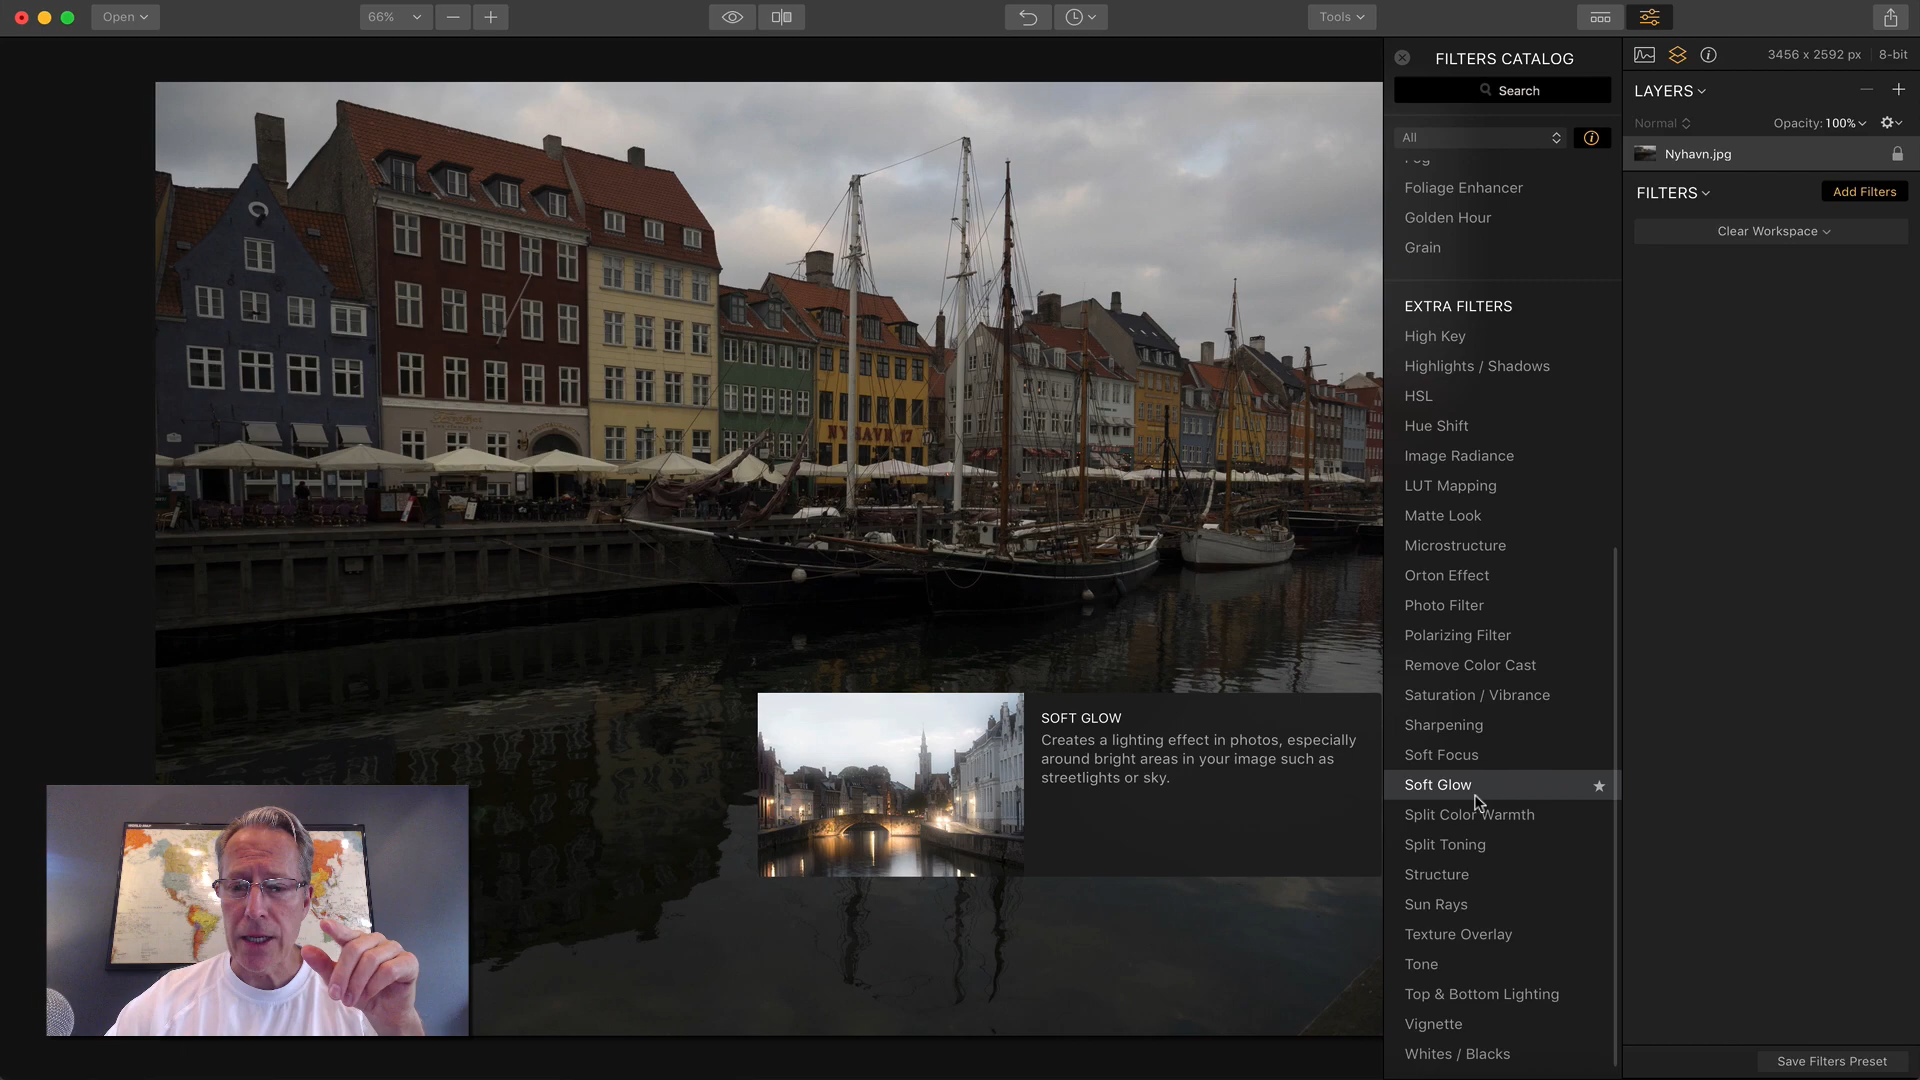 Open
66%
Tools
FILTERS CATALOG
Search
All
Fog
Foliage Enhancer
Golden Hour
Grain
EXTRA FILTERS
High Key
Highlights / Shadows
HSL
Hue Shift
Image Radiance
LUT Mapping
Matte Look
Microstructure
Orton Effect
Photo Filter
Polarizing Filter
Remove Color Cast
Saturation / Vibrance
Sharpening
Soft Focus
Soft Glow
Split Color Warmth
Split Toning
Structure
Sun Rays
Texture Overlay
Tone
Top & Bottom Lighting
Vignette
Whites / Blacks
SOFT GLOW
Creates a lighting effect in photos, especially
around bright areas in your image such as
streetlights or sky.
3456 x 2592 px 8-bit
LAYERS
Normal Opacity: 100%
Nyhavn.jpg
FILTERS Add Filters
Clear Workspace
Save Filters Preset
NYHAVN 17
WORLD MAP